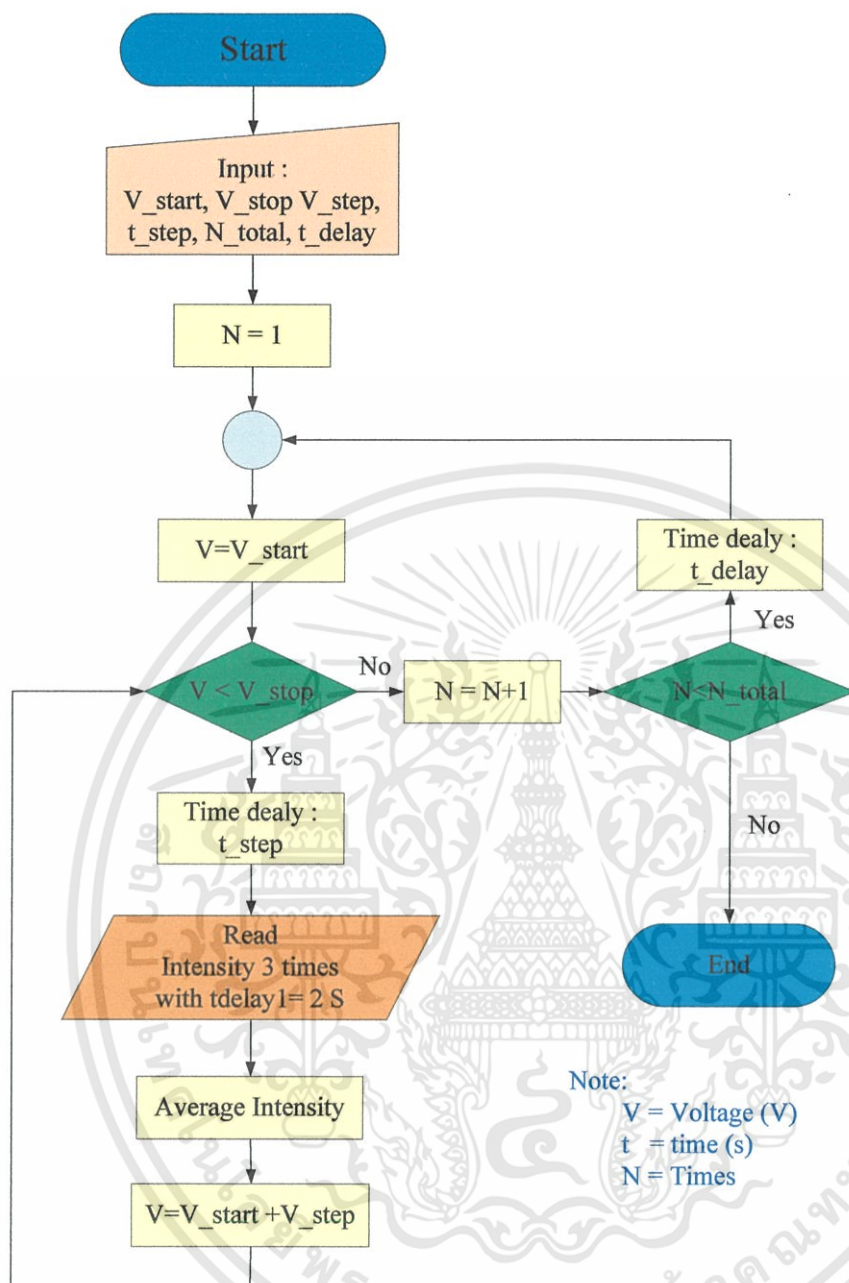 Start
Input :
V_start, V_stop V_step,
t_step, N_total, t_delay
N = 1
V=V_start
Time dealy :
t_delay
Yes
V < V_stop
No
N = N+1
N<N_total
Yes
No
Time dealy :
t_step
Read
Intensity 3 times
with tdelay1= 2 S
End
Average Intensity
V=V_start +V_step
Note:
V = Voltage (V)
t = time (s)
N = Times